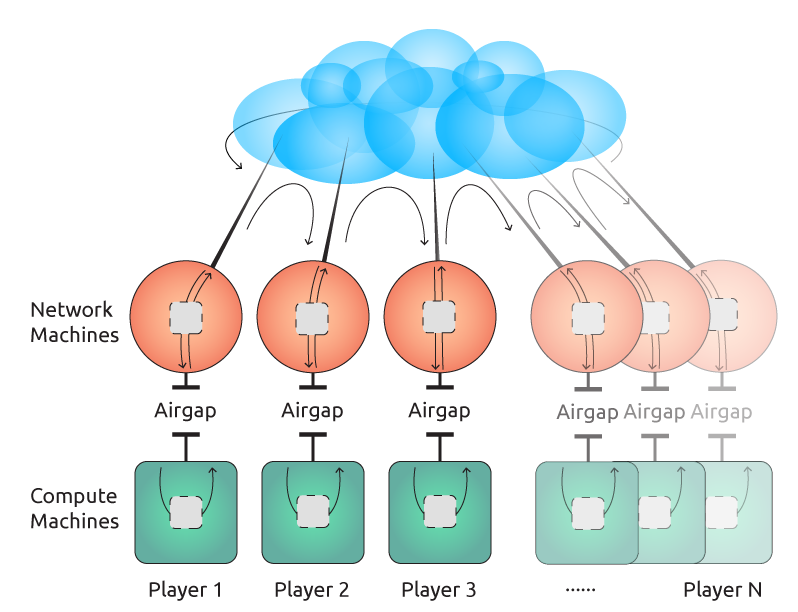 Network
Machines
Airgap Airgap Airgap Airgap Airgap Airgap
Compute
Machines
Player 1 Player 2 Player 3 ...... Player N